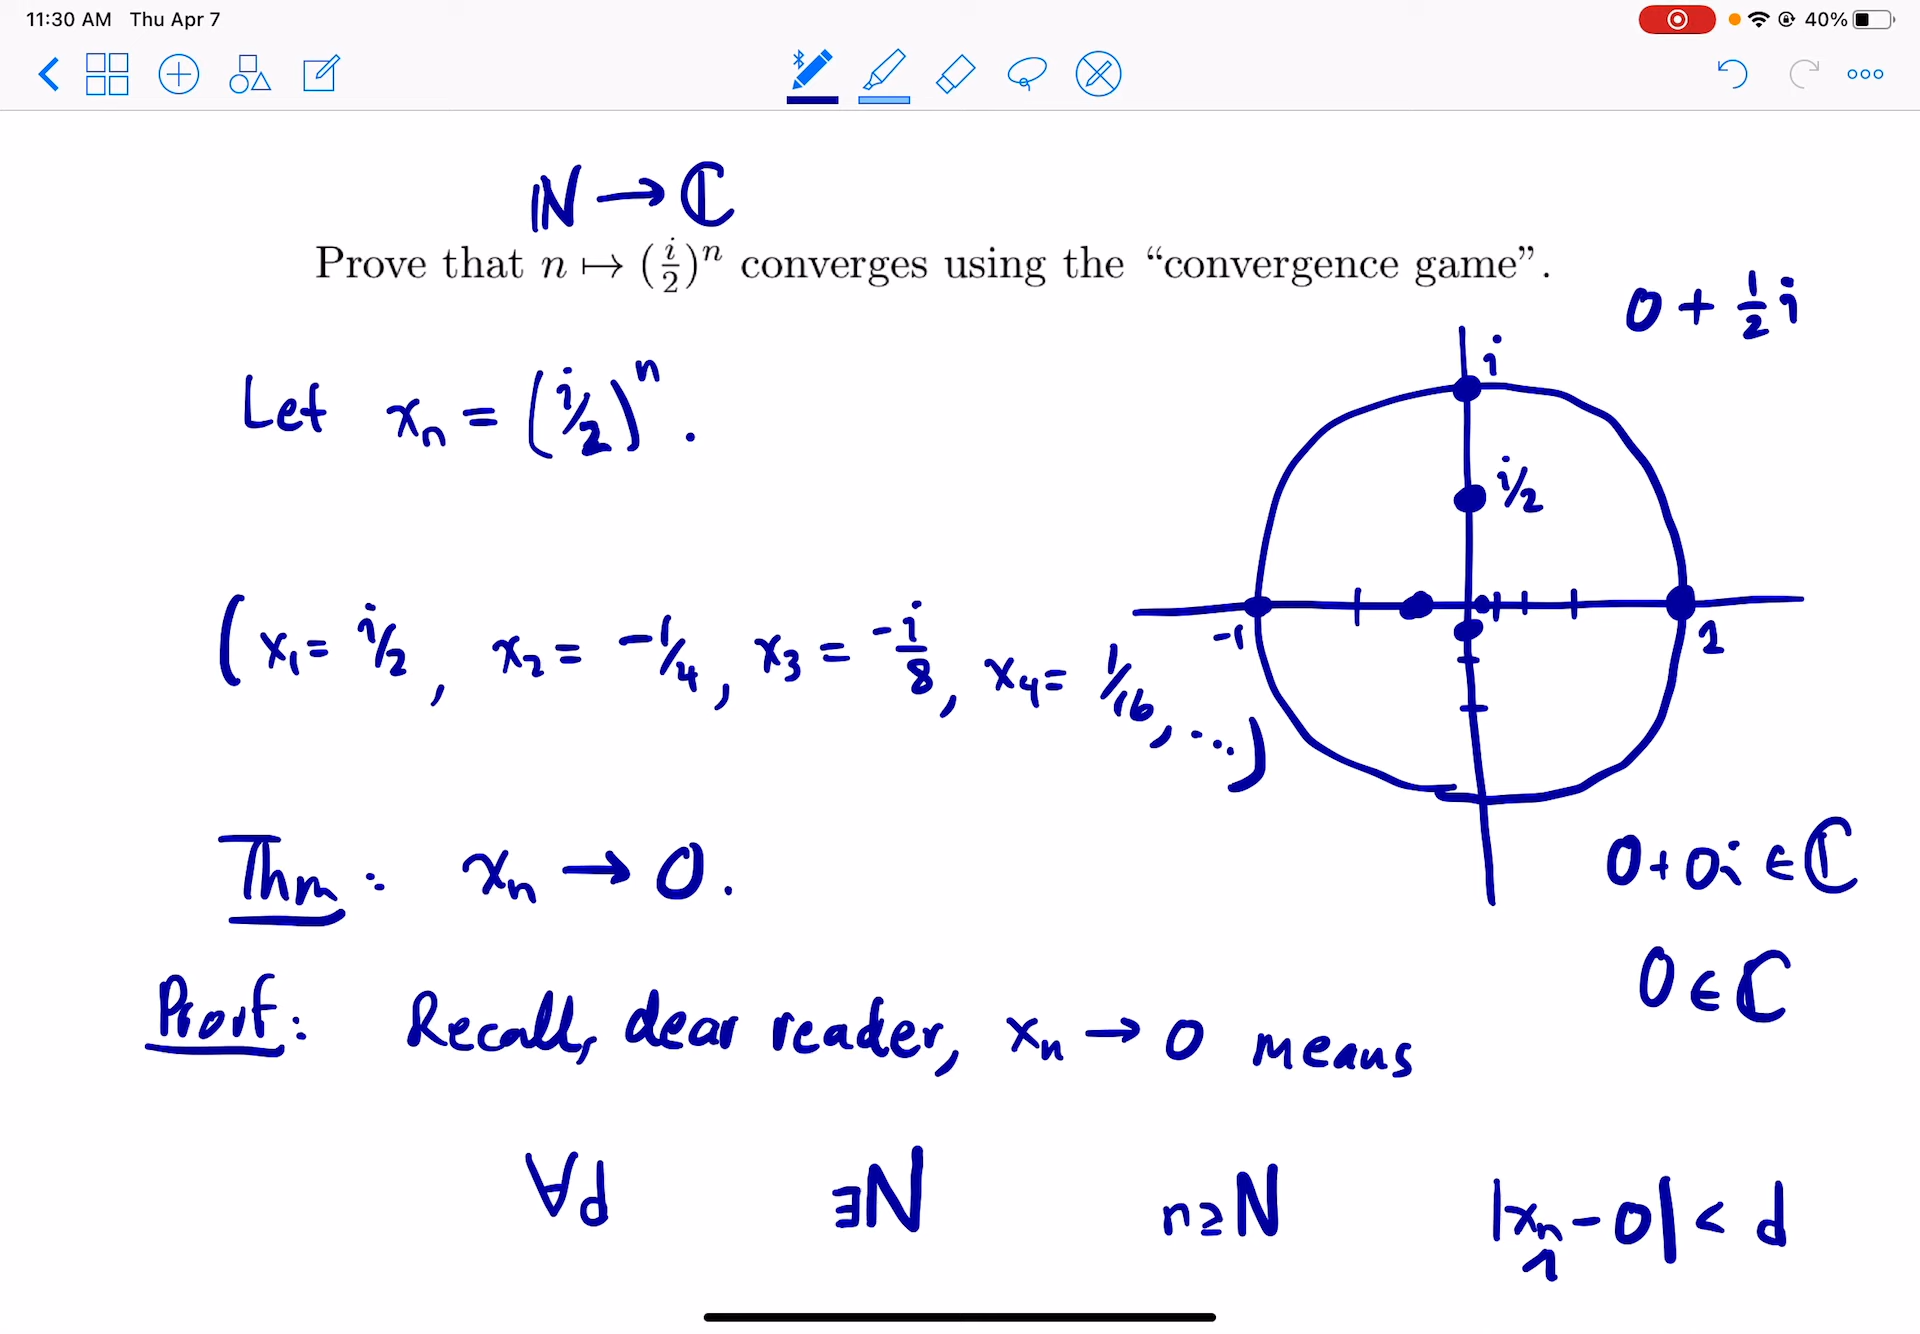 11:30 AM Thu Apr 7 40%
ℕ → ℂ
Prove that n ↦ (i/2)ⁿ converges using the “convergence game”.
0 + 1/2 i
Let xₙ = (i/2)ⁿ.
i
i/2
-1
1
(x₁ = i/2, x₂ = -1/4, x₃ = -i/8, x₄ = 1/16, ...)
Thm: xₙ → 0.
0 + 0i ∈ ℂ
0 ∈ ℂ
Proof: Recall, dear reader, xₙ → 0 means
∀d ∃N n ≥ N |xₙ - 0| < d